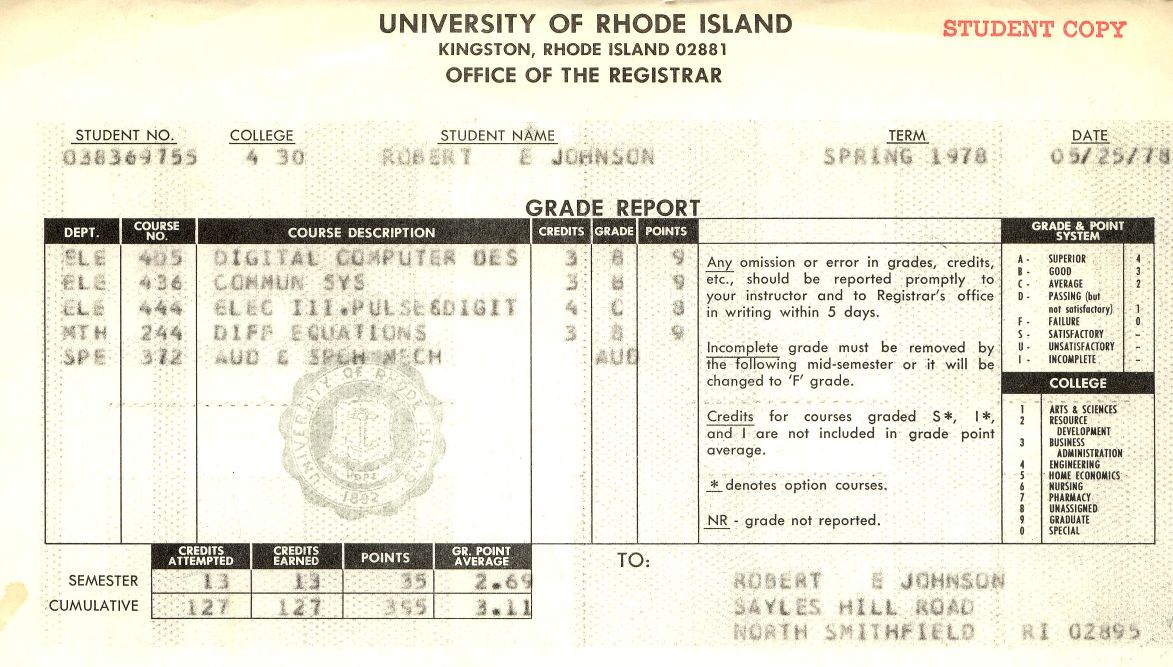 UNIVERSITY OF RHODE ISLAND
KINGSTON, RHODE ISLAND 02881
OFFICE OF THE REGISTRAR
STUDENT COPY
STUDENT NO. COLLEGE STUDENT NAME TERM DATE
038369755 4 30 ROBERT E JOHNSON SPRING 1978 05/25/78
GRADE REPORT
DEPT. COURSE NO. COURSE DESCRIPTION CREDITS GRADE POINTS
ELE 405 DIGITAL COMPUTER DES 3 B 9
ELE 436 COMMUN SYS 3 B 9
ELE 444 ELEC III.PULSE&DIGIT 4 C 8
MTH 244 DIFF EQUATIONS 3 B 9
SPE 372 AUD & SPCH MECH AUD
UNIVERSITY OF RHODE ISLAND
1892
Any omission or error in grades, credits,
etc., should be reported promptly to
your instructor and to Registrar's office
in writing within 5 days.
Incomplete grade must be removed by
the following mid-semester or it will be
changed to 'F' grade.
Credits for courses graded S*, I*,
and I are not included in grade point
average.
* denotes option courses.
NR - grade not reported.
GRADE & POINT
SYSTEM
A - SUPERIOR 4
B - GOOD 3
C - AVERAGE 2
D - PASSING (but
not satisfactory) 1
F - FAILURE 0
S - SATISFACTORY -
U - UNSATISFACTORY -
I - INCOMPLETE -
COLLEGE
1 ARTS & SCIENCES
2 RESOURCE
DEVELOPMENT
3 BUSINESS
ADMINISTRATION
4 ENGINEERING
5 HOME ECONOMICS
6 NURSING
7 PHARMACY
8 UNASSIGNED
9 GRADUATE
0 SPECIAL
CREDITS ATTEMPTED CREDITS EARNED POINTS GR. POINT AVERAGE
SEMESTER 13 13 35 2.69
CUMULATIVE 127 127 395 3.11
TO:
ROBERT E JOHNSON
SAYLES HILL ROAD
NORTH SMITHFIELD RI 02895